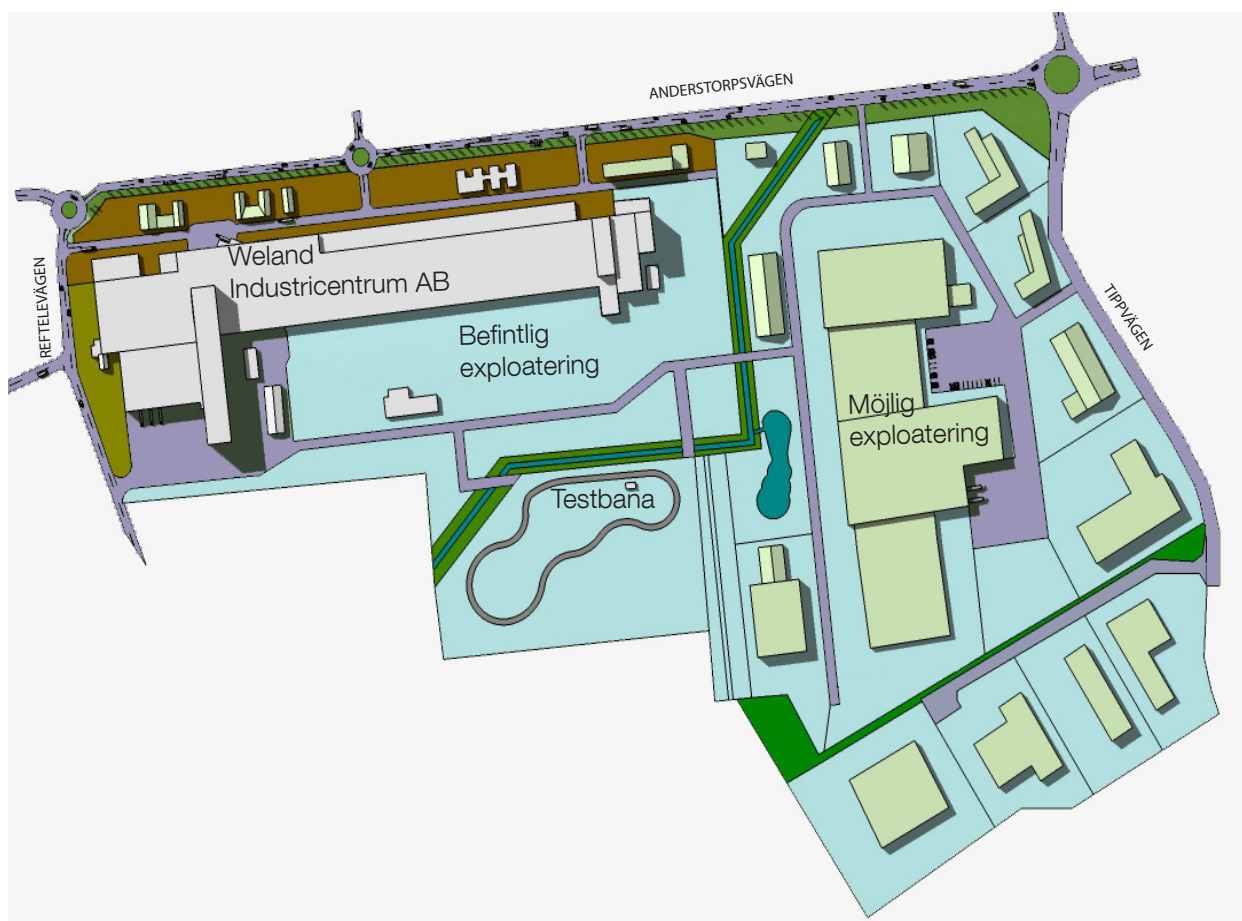 ANDERSTORPSVÄGEN
Weland
Industricentrum AB
REFTELEVÄGEN
TIPPVÄGEN
Befintlig
exploatering
Möjlig
exploatering
Testbana